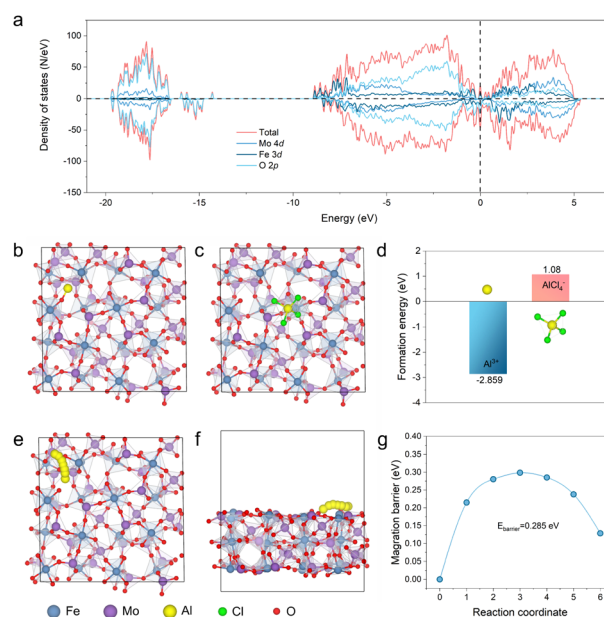 a
Density of states (N/eV)
100
50
0
-50
-100
-150
Total
Mo 4d
Fe 3d
O 2p
-20
-15
-10
-5
0
5
Energy (eV)
b
c
d
Formation energy (eV)
4
3
2
1
0
-1
-2
-3
-4
1.08
AlCl₄⁻
Al³⁺
-2.859
e
f
g
Magration barrier (eV)
0.40
0.35
0.30
0.25
0.20
0.15
0.10
0.05
0.00
E_barrier=0.285 eV
0 1 2 3 4 5 6
Reaction coordinate
Fe Mo Al Cl O